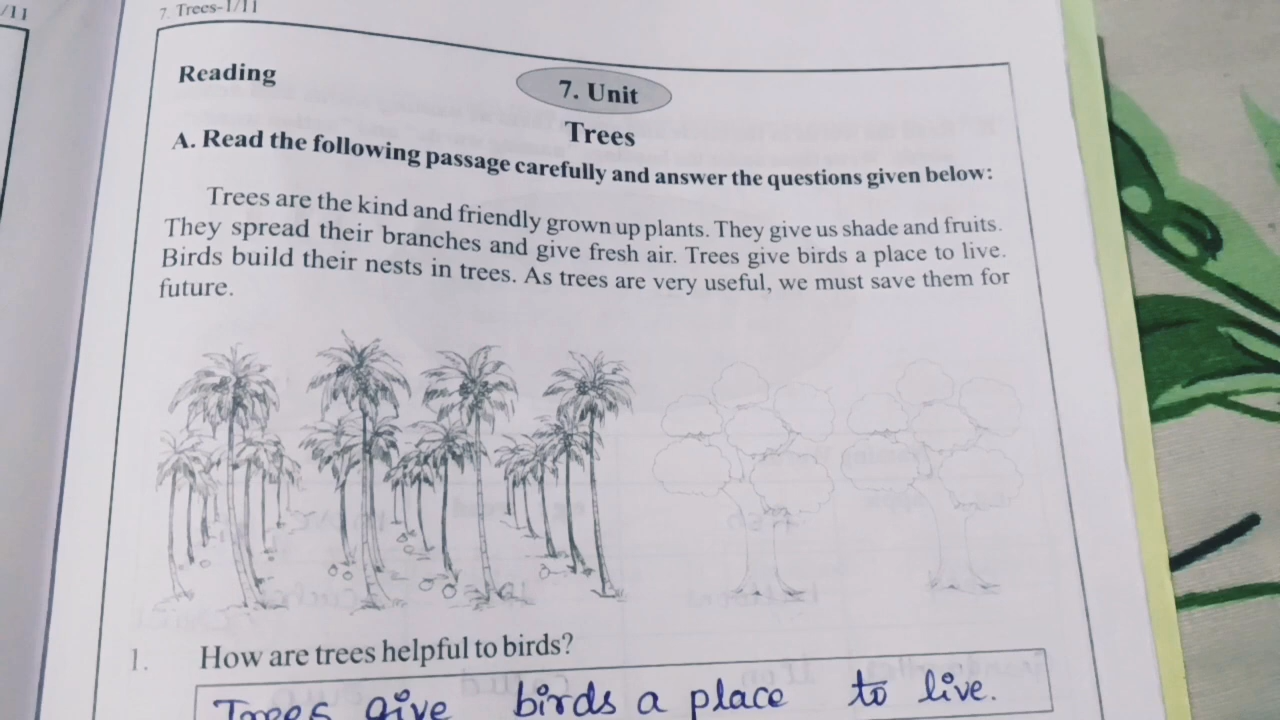 /11
7. Trees-1/11
Reading
7. Unit
Trees
A. Read the following passage carefully and answer the questions given below:
Trees are the kind and friendly grown up plants. They give us shade and fruits.
They spread their branches and give fresh air. Trees give birds a place to live.
Birds build their nests in trees. As trees are very useful, we must save them for
future.
1. How are trees helpful to birds?
Trees give birds a place to live.